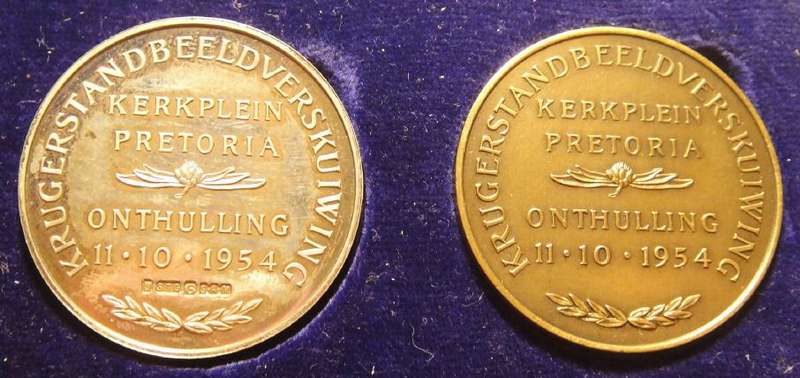 KRUGERSTANDBEELDVERSKUIWING
KERKPLEIN
PRETORIA
ONTHULLING
11·10·1954
KRUGERSTANDBEELDVERSKUIWING
KERKPLEIN
PRETORIA
ONTHULLING
11·10·1954